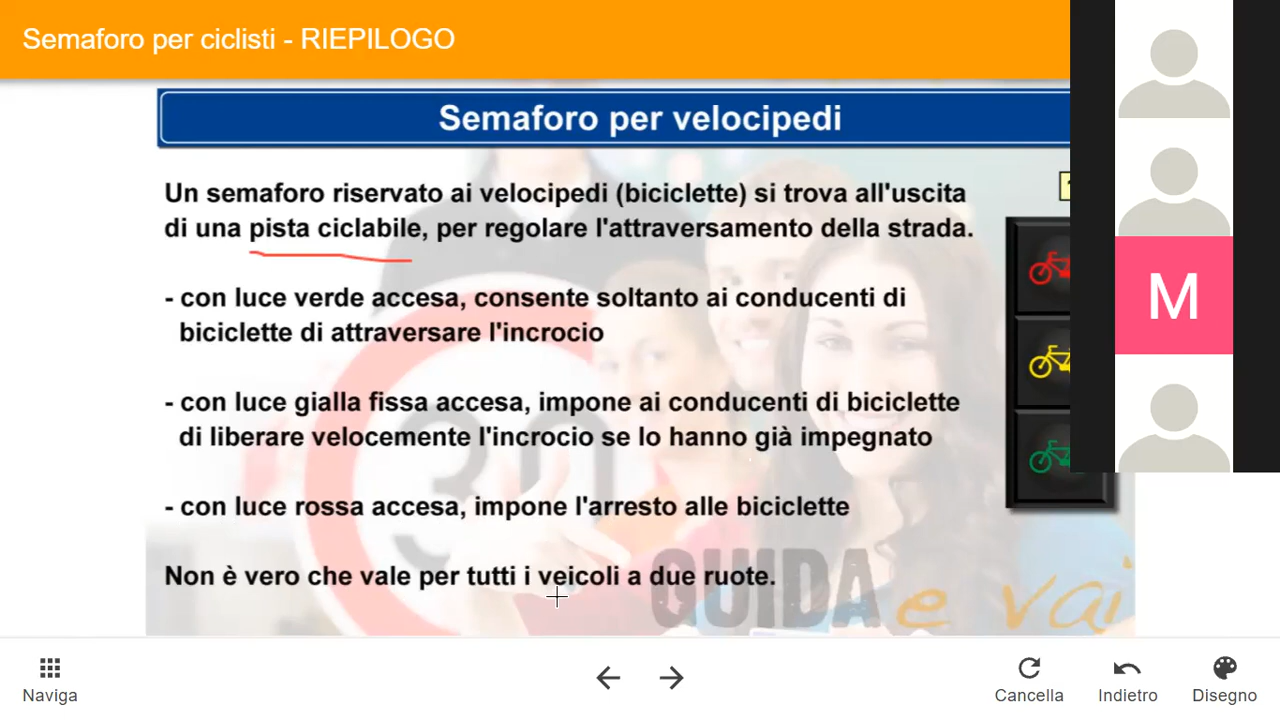 Semaforo per ciclisti - RIEPILOGO
Semaforo per velocipedi
Un semaforo riservato ai velocipedi (biciclette) si trova all'uscita
di una pista ciclabile, per regolare l'attraversamento della strada.
- con luce verde accesa, consente soltanto ai conducenti di
biciclette di attraversare l'incrocio
- con luce gialla fissa accesa, impone ai conducenti di biciclette
di liberare velocemente l'incrocio se lo hanno già impegnato
- con luce rossa accesa, impone l'arresto alle biciclette
Non è vero che vale per tutti i veicoli a due ruote.
30
GUIDA e vai
M
Naviga
Cancella
Indietro
Disegno